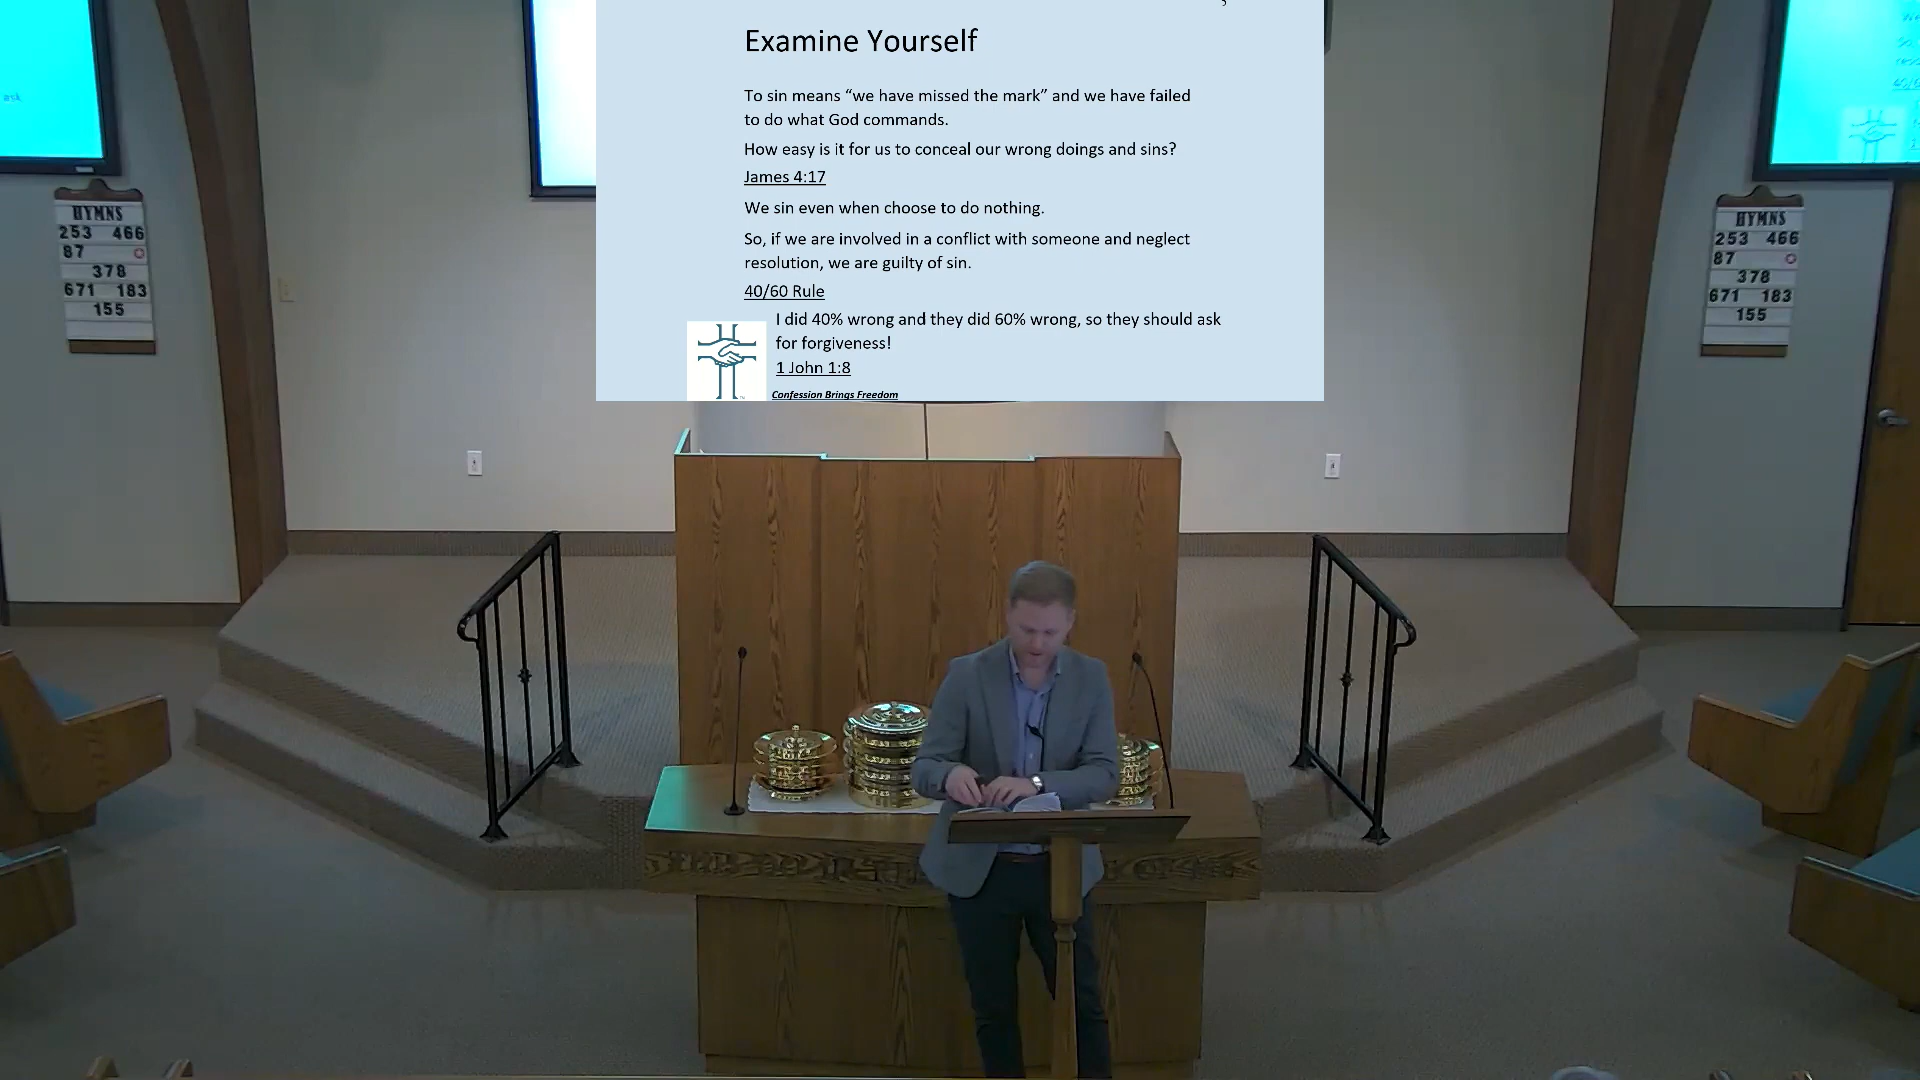 Examine Yourself
To sin means “we have missed the mark” and we have failed
to do what God commands.
How easy is it for us to conceal our wrong doings and sins?
James 4:17
We sin even when choose to do nothing.
So, if we are involved in a conflict with someone and neglect
resolution, we are guilty of sin.
40/60 Rule
I did 40% wrong and they did 60% wrong, so they should ask
for forgiveness!
1 John 1:8
Confession Brings Freedom
ask
HYMNS
253 466
87
378
671 183
155
HYMNS
253 466
87
378
671 183
155